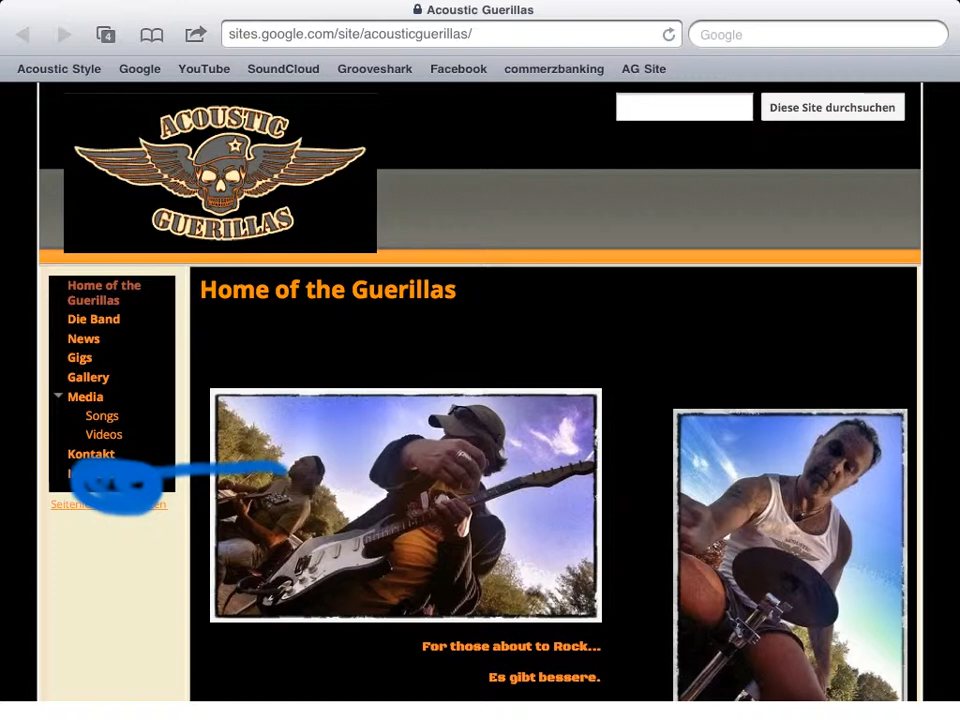 Acoustic Guerillas
4
sites.google.com/site/acousticguerillas/
Google
Acoustic Style Google YouTube SoundCloud Grooveshark Facebook commerzbanking AG Site
ACOUSTIC
GUERILLAS
Diese Site durchsuchen
Home of the
Guerillas
Die Band
News
Gigs
Gallery
Media
Songs
Videos
Kontakt
Home of the Guerillas
ACOUSTIC
For those about to Rock...
Es gibt bessere.